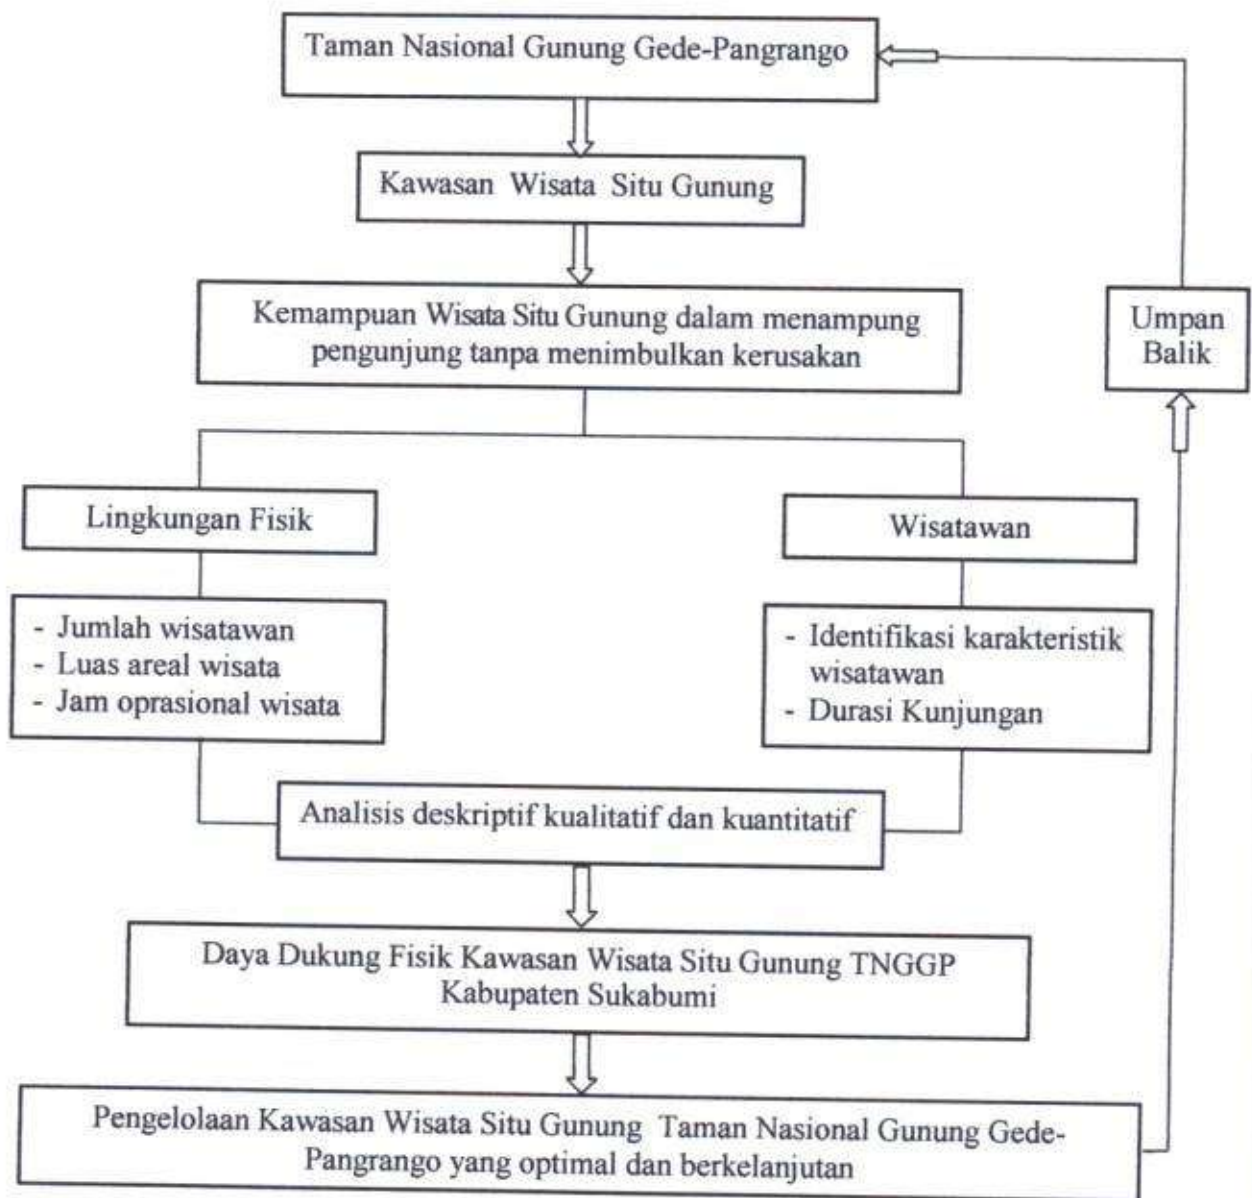 Taman Nasional Gunung Gede-Pangrango
Kawasan Wisata Situ Gunung
Kemampuan Wisata Situ Gunung dalam menampung
pengunjung tanpa menimbulkan kerusakan
Umpan
Balik
Lingkungan Fisik
Wisatawan
- Jumlah wisatawan
- Luas areal wisata
- Jam oprasional wisata
- Identifikasi karakteristik
wisatawan
- Durasi Kunjungan
Analisis deskriptif kualitatif dan kuantitatif
Daya Dukung Fisik Kawasan Wisata Situ Gunung TNGGP
Kabupaten Sukabumi
Pengelolaan Kawasan Wisata Situ Gunung Taman Nasional Gunung Gede-
Pangrango yang optimal dan berkelanjutan